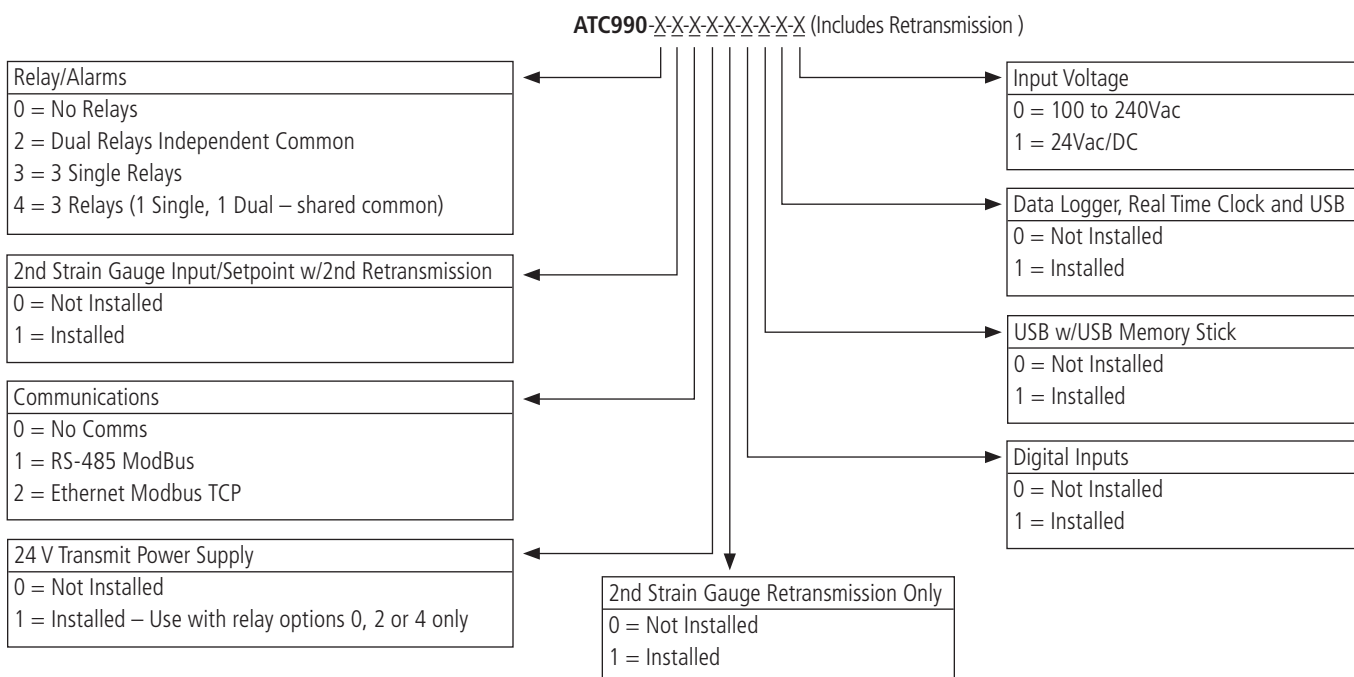 ATC990-X-X-X-X-X-X-X-X-X (Includes Retransmission )
Relay/Alarms
0 = No Relays
2 = Dual Relays Independent Common
3 = 3 Single Relays
4 = 3 Relays (1 Single, 1 Dual – shared common)
2nd Strain Gauge Input/Setpoint w/2nd Retransmission
0 = Not Installed
1 = Installed
Communications
0 = No Comms
1 = RS-485 ModBus
2 = Ethernet Modbus TCP
24 V Transmit Power Supply
0 = Not Installed
1 = Installed – Use with relay options 0, 2 or 4 only
2nd Strain Gauge Retransmission Only
0 = Not Installed
1 = Installed
Input Voltage
0 = 100 to 240Vac
1 = 24Vac/DC
Data Logger, Real Time Clock and USB
0 = Not Installed
1 = Installed
USB w/USB Memory Stick
0 = Not Installed
1 = Installed
Digital Inputs
0 = Not Installed
1 = Installed